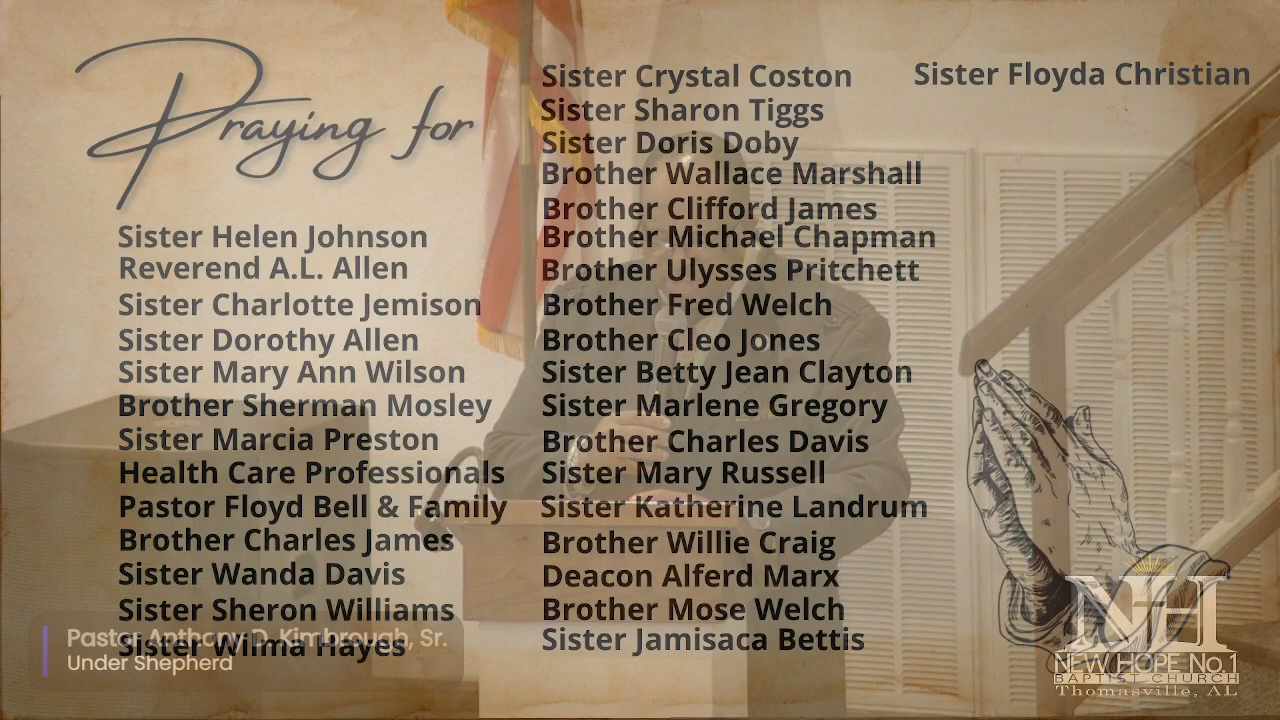 Praying for
Sister Helen Johnson
Reverend A.L. Allen
Sister Charlotte Jemison
Sister Dorothy Allen
Sister Mary Ann Wilson
Brother Sherman Mosley
Sister Marcia Preston
Health Care Professionals
Pastor Floyd Bell & Family
Brother Charles James
Sister Wanda Davis
Sister Sheron Williams
Sister Wilma Hayes
Sister Crystal Coston
Sister Sharon Tiggs
Sister Doris Doby
Brother Wallace Marshall
Brother Clifford James
Brother Michael Chapman
Brother Ulysses Pritchett
Brother Fred Welch
Brother Cleo Jones
Sister Betty Jean Clayton
Sister Marlene Gregory
Brother Charles Davis
Sister Mary Russell
Sister Katherine Landrum
Brother Willie Craig
Deacon Alferd Marx
Brother Mose Welch
Sister Jamisaca Bettis
Sister Floyda Christian
Pastor Anthony D. Kimbrough, Sr.
Under Shepherd
NH
NEW HOPE No.1
BAPTIST CHURCH
Thomasville, AL